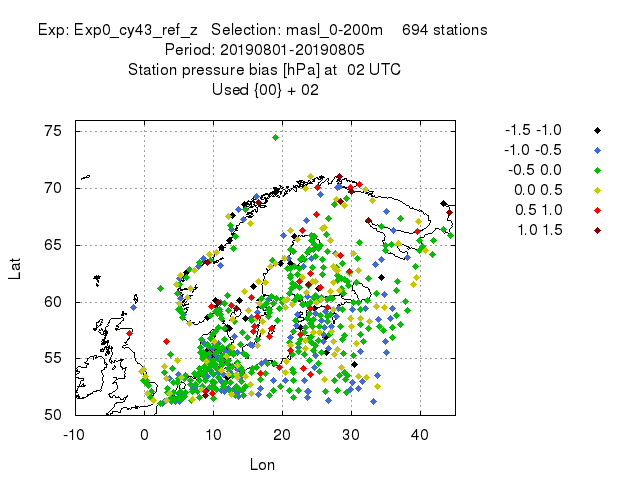 Exp: Exp0_cy43_ref_z   Selection: masl_0-200m    694 stations
Period: 20190801-20190805
Station pressure bias [hPa] at  02 UTC
Used {00} + 02
-1.5 -1.0
-1.0 -0.5
-0.5 0.0
0.0 0.5
0.5 1.0
1.0 1.5
75
70
65
60
55
50
Lat
-10 0 10 20 30 40
Lon